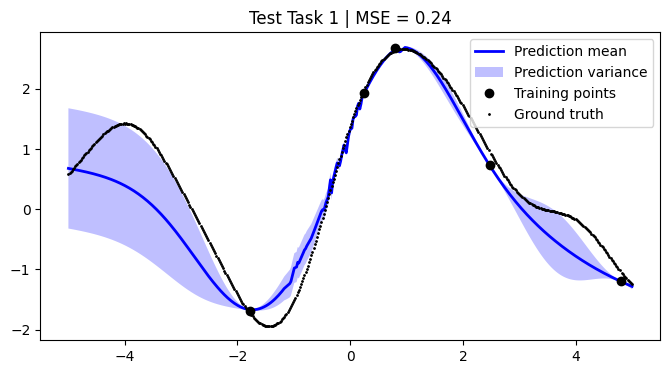 Test Task 1 | MSE = 0.24
Prediction mean
Prediction variance
Training points
Ground truth
2
1
0
−1
−2
−4
−2
0
2
4